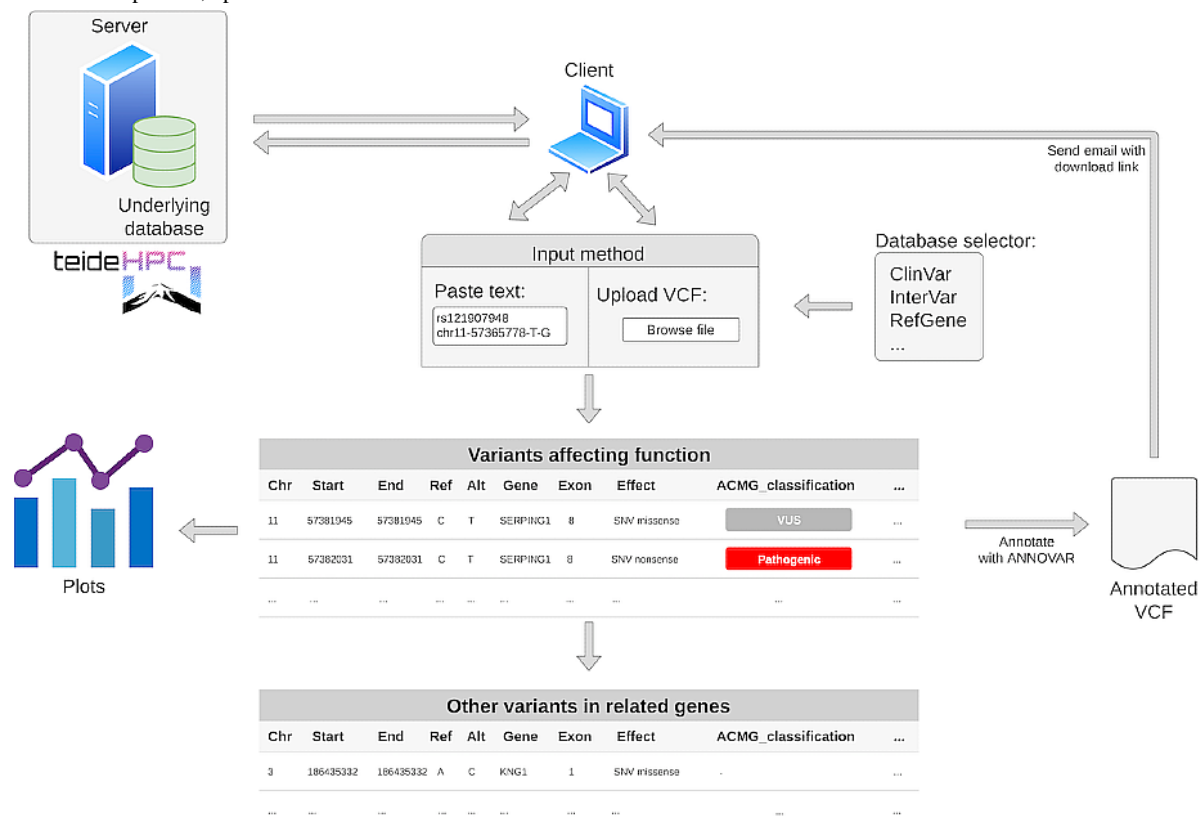 Server
Client
Underlying
database
teideHPC
Send email with
download link
Input method
Paste text:
rs121907948
chr11-57365778-T-G
Upload VCF:
Browse file
Database selector:
ClinVar
InterVar
RefGene
...
Variants affecting function
Chr Start End Ref Alt Gene Exon Effect ACMG_classification ...
11 57381945 57381945 C T SERPING1 8 SNV missense VUS ...
11 57382031 57382031 C T SERPING1 8 SNV nonsense Pathogenic ...
... ... ... ... ... ... ... ... ... ...
Plots
Annotate
with ANNOVAR
Annotated
VCF
Other variants in related genes
Chr Start End Ref Alt Gene Exon Effect ACMG_classification ...
3 186435332 186435332 A C KNG1 1 SNV missense - ...
... ... ... ... ... ... ... ... ... ...